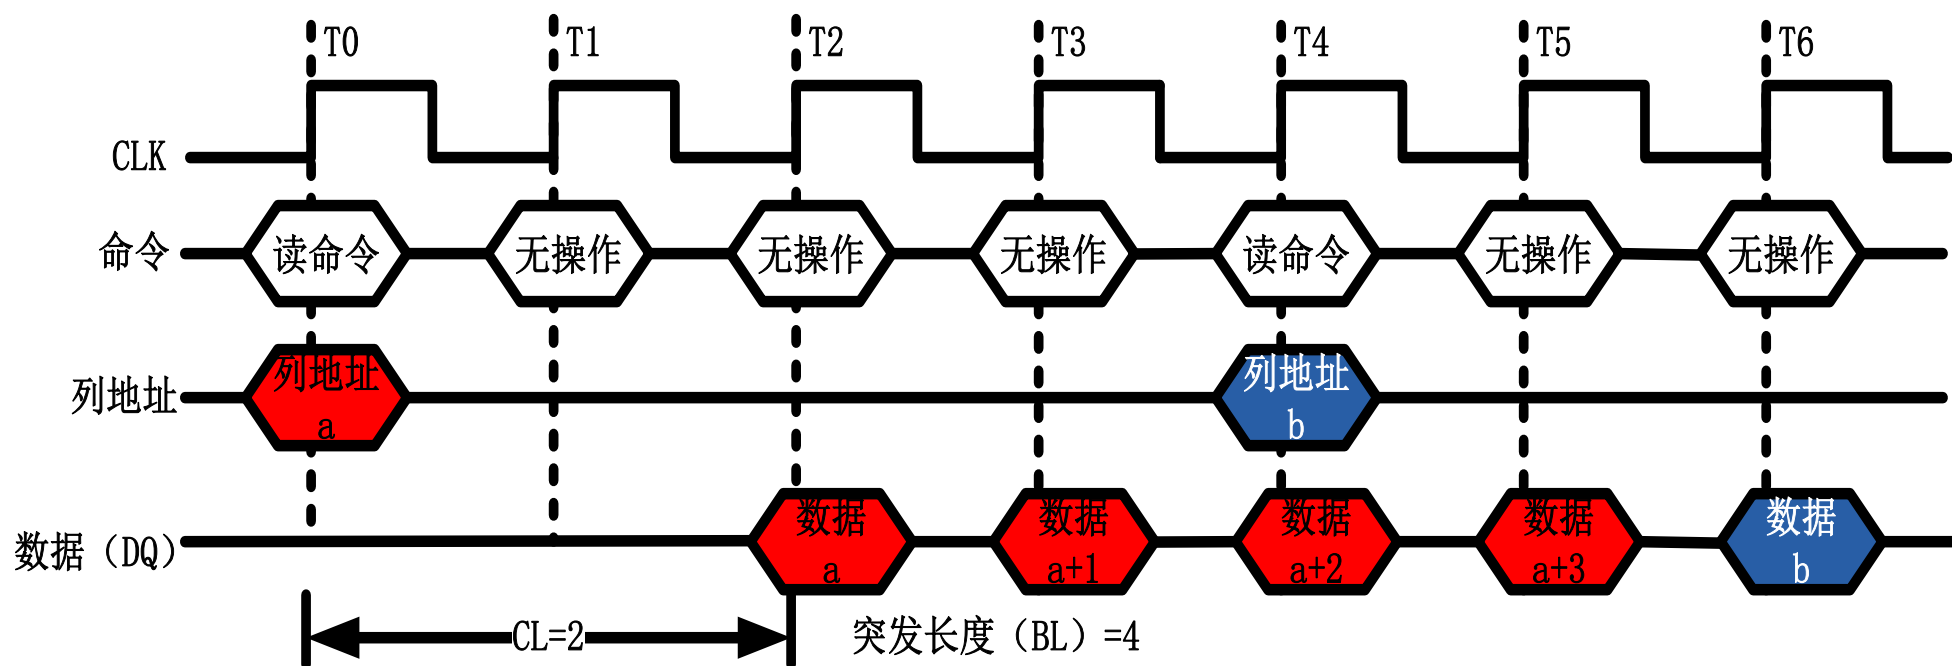 T0 T1 T2 T3 T4 T5 T6
CLK
命令 读命令 无操作 无操作 无操作 读命令 无操作 无操作
列地址 列地址 列地址
a b
数据（DQ） 数据 数据 数据 数据 数据
a a+1 a+2 a+3 b
CL=2 突发长度（BL）=4